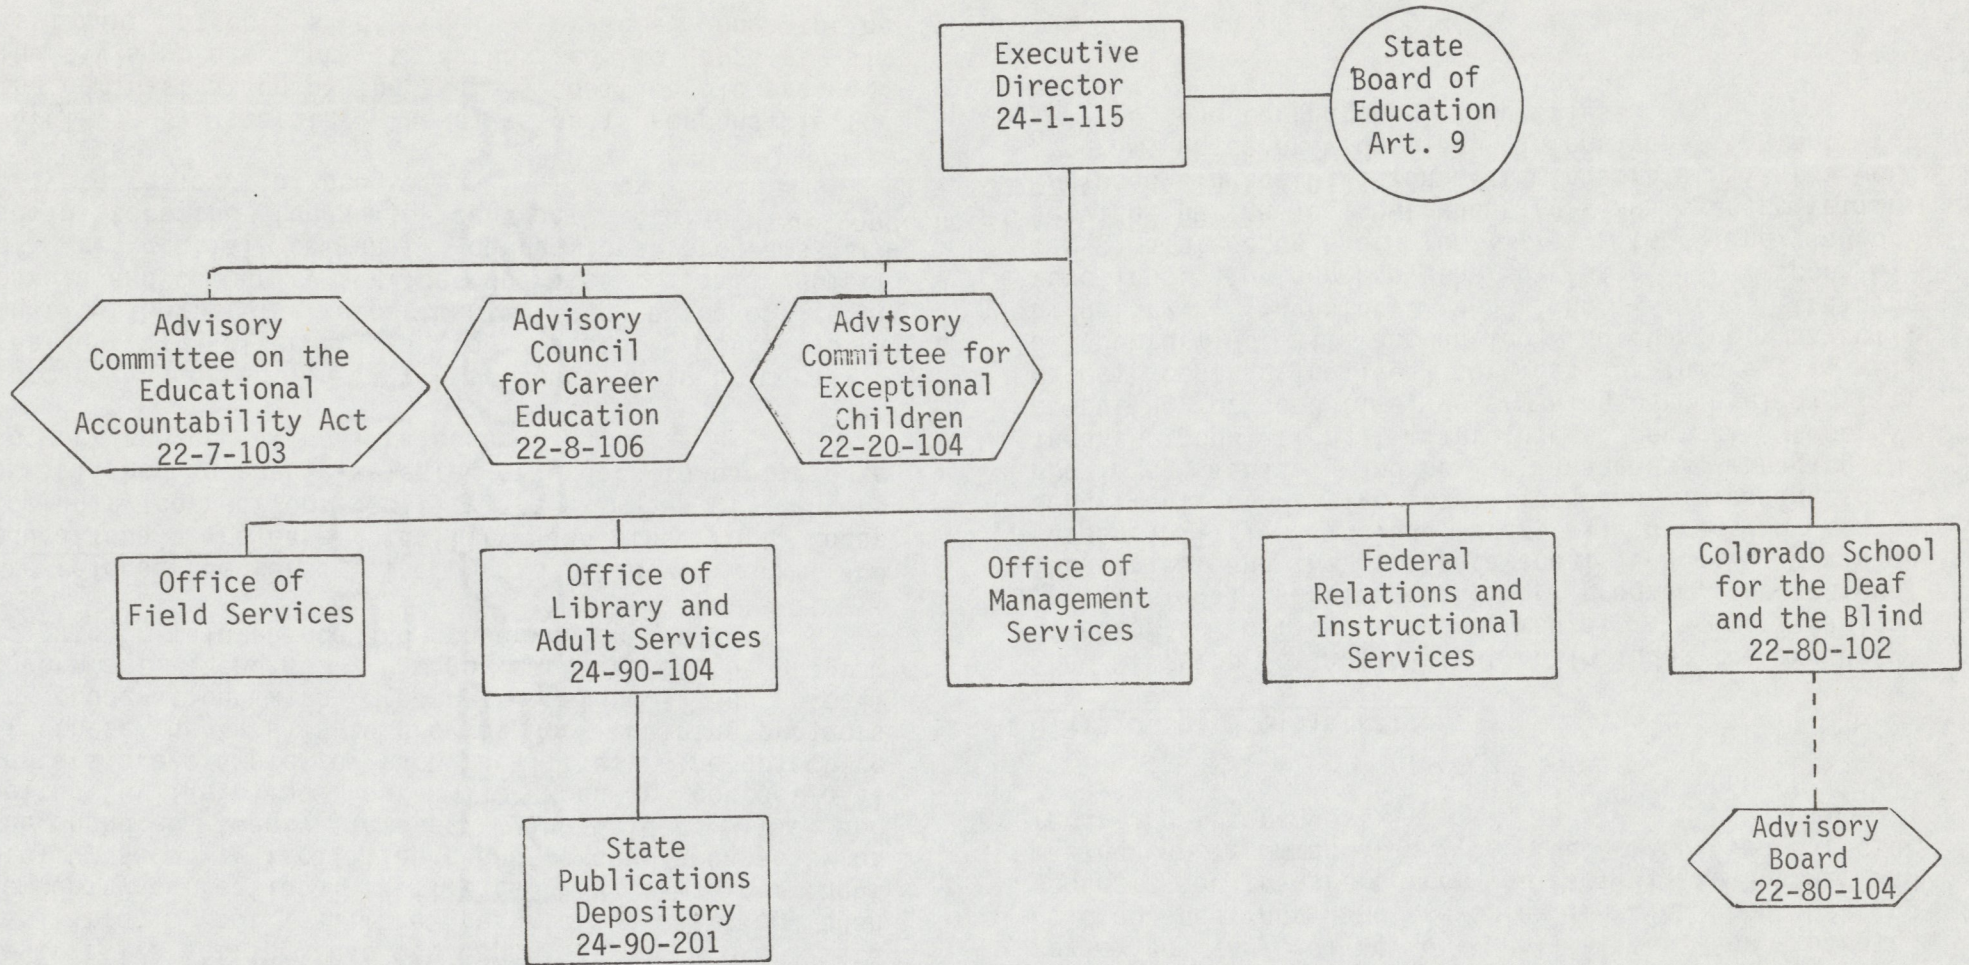 Executive
Director
24-1-115
State
Board of
Education
Art. 9
Advisory
Committee on the
Educational
Accountability Act
22-7-103
Advisory
Council
for Career
Education
22-8-106
Advisory
Committee for
Exceptional
Children
22-20-104
Office of
Field Services
Office of
Library and
Adult Services
24-90-104
Office of
Management
Services
Federal
Relations and
Instructional
Services
Colorado School
for the Deaf
and the Blind
22-80-102
State
Publications
Depository
24-90-201
Advisory
Board
22-80-104